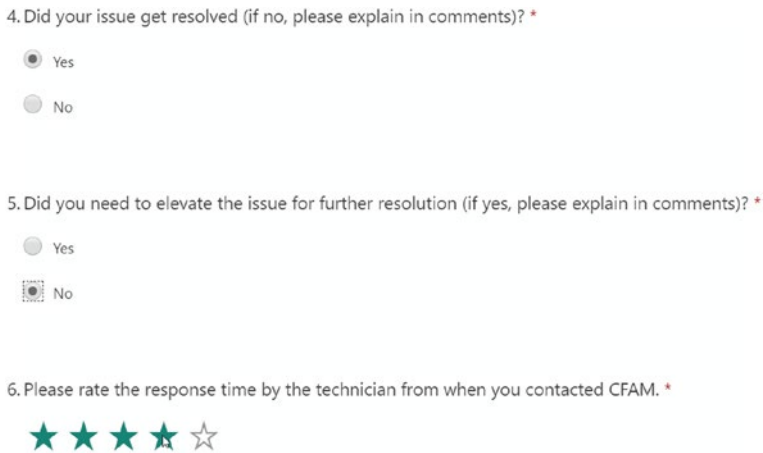 4. Did your issue get resolved (if no, please explain in comments)? *
Yes
No
5. Did you need to elevate the issue for further resolution (if yes, please explain in comments)? *
Yes
No
6. Please rate the response time by the technician from when you contacted CFAM. *